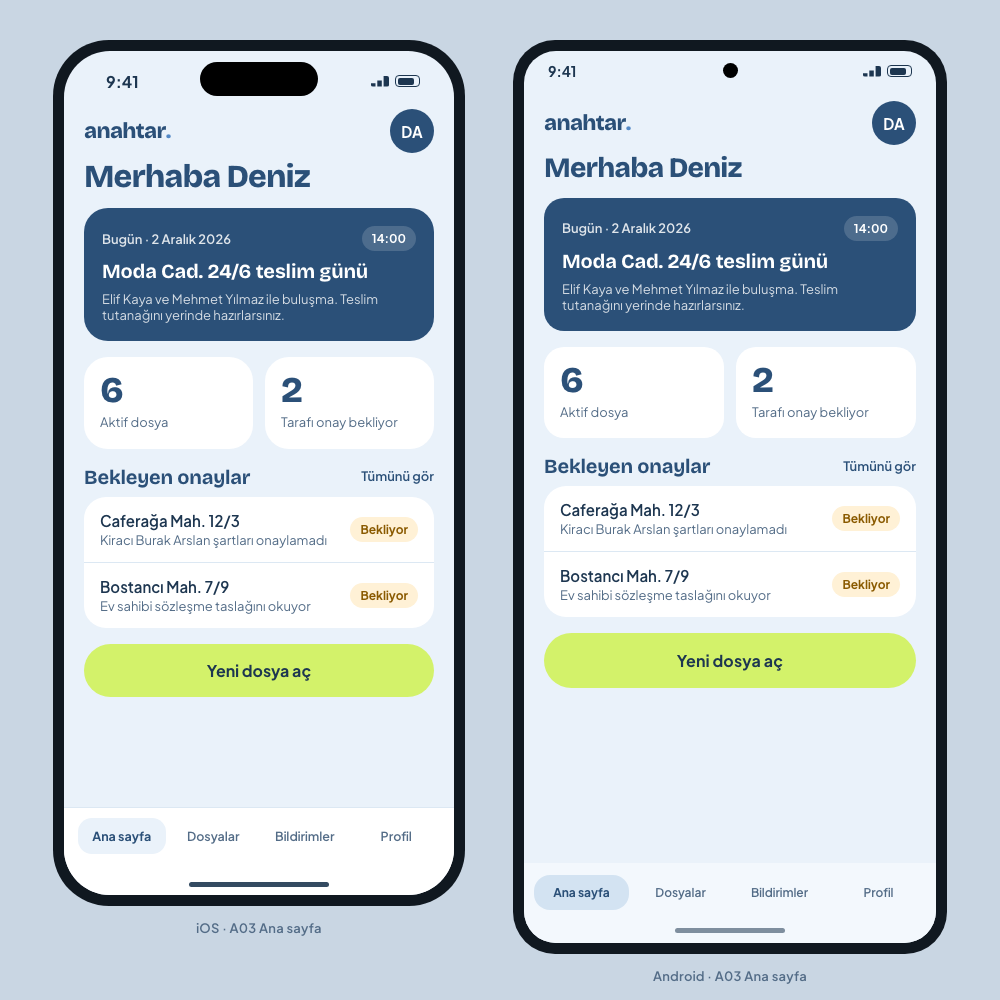 9:41
anahtar.
DA
Merhaba Deniz
Bugün · 2 Aralık 2026
14:00
Moda Cad. 24/6 teslim günü
Elif Kaya ve Mehmet Yılmaz ile buluşma. Teslim
tutanağını yerinde hazırlarsınız.
6
Aktif dosya
2
Tarafı onay bekliyor
Bekleyen onaylar
Tümünü gör
Caferağa Mah. 12/3
Kiracı Burak Arslan şartları onaylamadı
Bekliyor
Bostancı Mah. 7/9
Ev sahibi sözleşme taslağını okuyor
Bekliyor
Yeni dosya aç
Ana sayfa
Dosyalar
Bildirimler
Profil
iOS · A03 Ana sayfa
9:41
anahtar.
DA
Merhaba Deniz
Bugün · 2 Aralık 2026
14:00
Moda Cad. 24/6 teslim günü
Elif Kaya ve Mehmet Yılmaz ile buluşma. Teslim
tutanağını yerinde hazırlarsınız.
6
Aktif dosya
2
Tarafı onay bekliyor
Bekleyen onaylar
Tümünü gör
Caferağa Mah. 12/3
Kiracı Burak Arslan şartları onaylamadı
Bekliyor
Bostancı Mah. 7/9
Ev sahibi sözleşme taslağını okuyor
Bekliyor
Yeni dosya aç
Ana sayfa
Dosyalar
Bildirimler
Profil
Android · A03 Ana sayfa